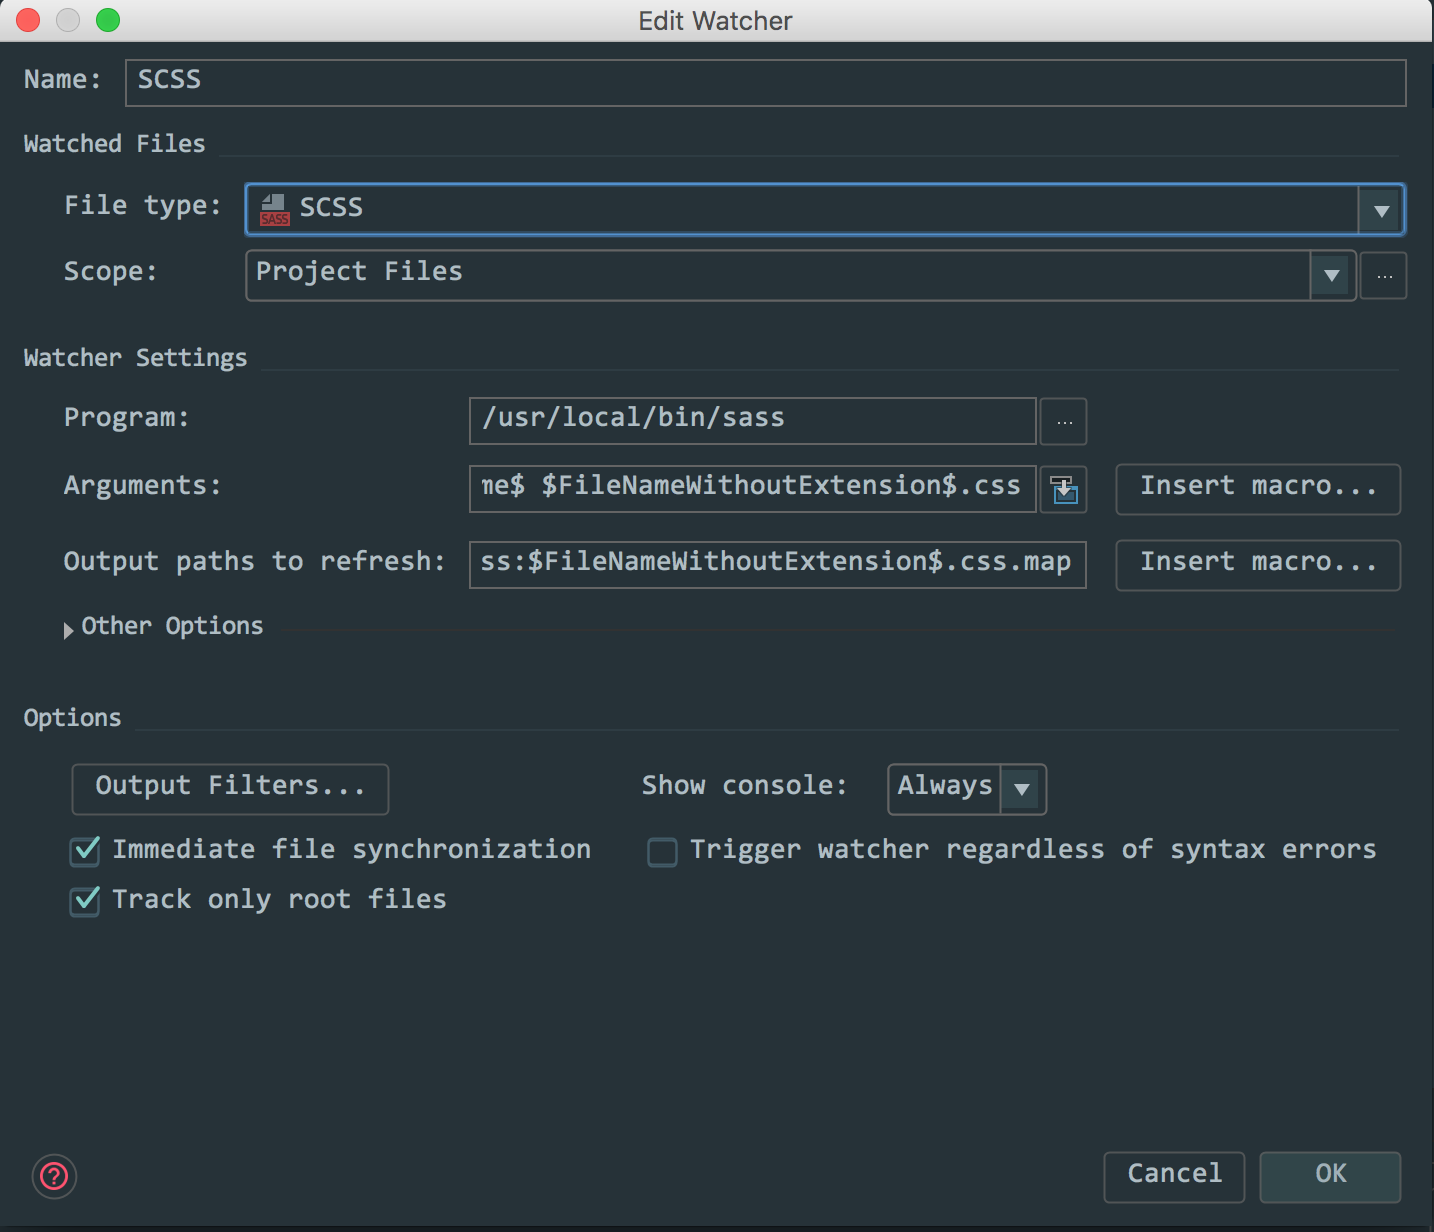 Edit Watcher
Name: SCSS
Watched Files
File type: SASS SCSS
Scope: Project Files ...
Watcher Settings
Program: /usr/local/bin/sass ...
Arguments: me$ $FileNameWithoutExtension$.css Insert macro...
Output paths to refresh: ss:$FileNameWithoutExtension$.css.map Insert macro...
Other Options
Options
Output Filters... Show console: Always
Immediate file synchronization Trigger watcher regardless of syntax errors
Track only root files
? Cancel OK